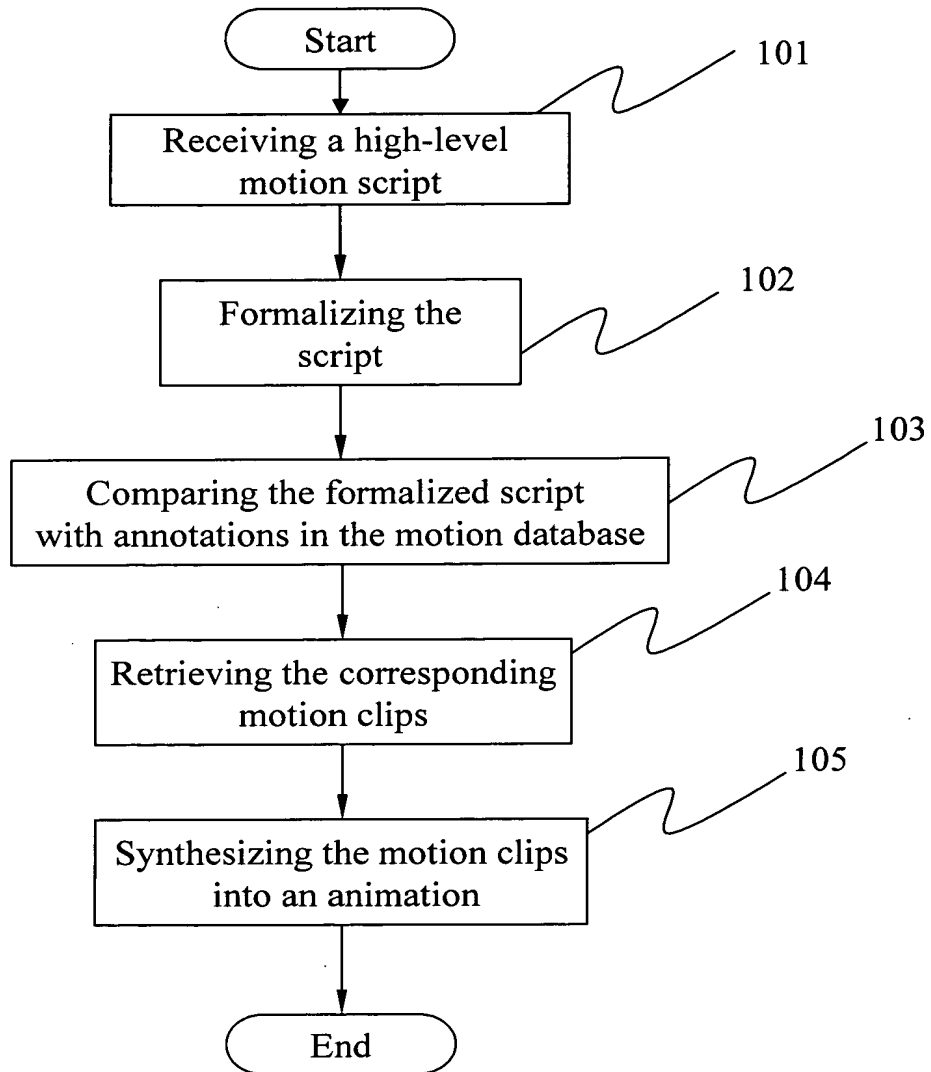 Start
101
Receiving a high-level
motion script
102
Formalizing the
script
103
Comparing the formalized script
with annotations in the motion database
104
Retrieving the corresponding
motion clips
105
Synthesizing the motion clips
into an animation
End